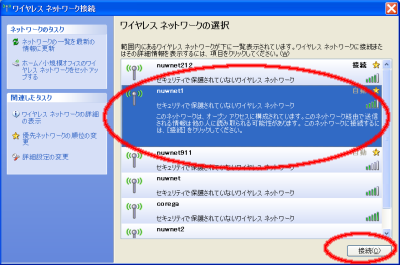 ワイヤレス ネットワーク接続
ネットワークのタスク
ネットワークの一覧を最新の
情報に更新
ホーム/小規模オフィスのワイ
ヤレス ネットワークをセットアッ
プする
関連したタスク
ワイヤレス ネットワークの詳細
の表示
優先ネットワークの順位の変
更
詳細設定の変更
ワイヤレス ネットワークの選択
範囲内にあるワイヤレス ネットワークが下に一覧表示されています。ワイヤレス ネットワークに接続また
はその詳細情報を表示するには、項目をクリックしてください。(W)
nuwnet212 接続
セキュリティで保護されていないワイヤレス ネットワーク
nuwnet1 自動
セキュリティで保護されていないワイヤレス ネットワーク
このネットワークは、オープン アクセスに構成されています。このネットワーク経由で送信
される情報は他の人に読み取られる可能性があります。このネットワークに接続するに
は、[接続] をクリックしてください。
nuwnet911 自動
セキュリティで保護されていないワイヤレス ネットワーク
nuwnet
セキュリティで保護されていないワイヤレス ネットワーク
corega
セキュリティで保護されていないワイヤレス ネットワーク
nuwnet2
接続(C)